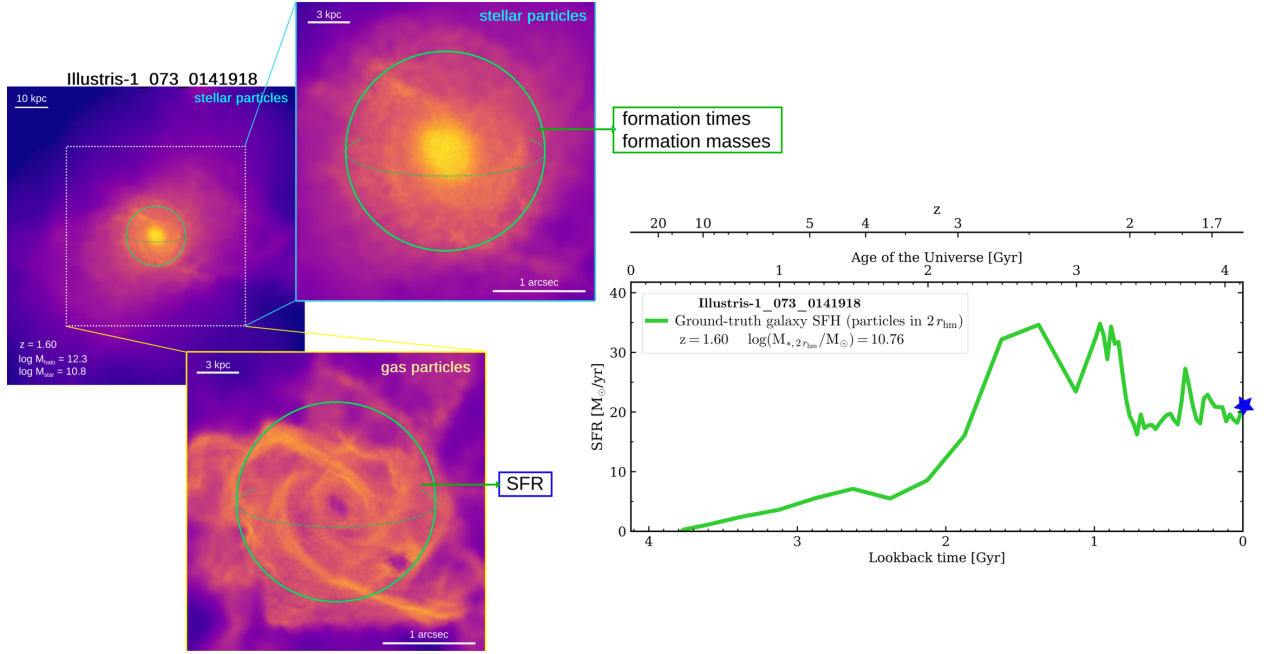 Illustris-1_073_0141918
10 kpc
stellar particles
z = 1.60
log M_halo = 12.3
log M_star = 10.8
3 kpc
stellar particles
1 arcsec
formation times
formation masses
3 kpc
gas particles
1 arcsec
SFR
z
20 10 5 4 3 2 1.7
Age of the Universe [Gyr]
0 1 2 3 4
Illustris-1_073_0141918
Ground-truth galaxy SFH (particles in 2 r_hm)
z = 1.60 log(M_{*, 2 r_hm}/M_⊙) = 10.76
SFR [M_⊙/yr]
40
30
20
10
0
4 3 2 1 0
Lookback time [Gyr]